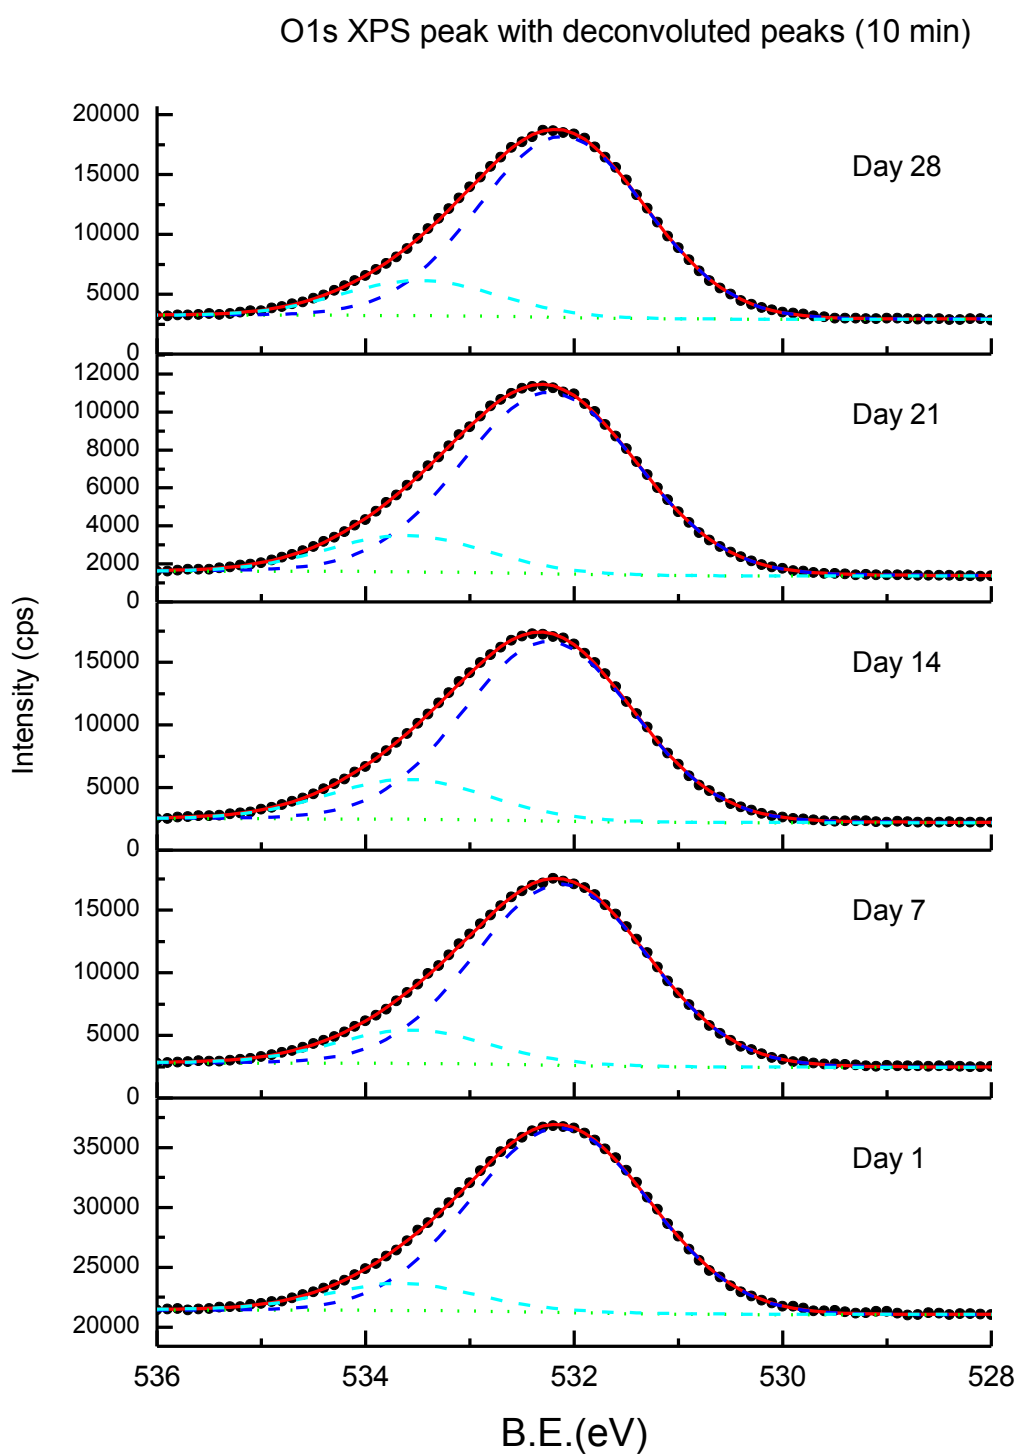 O1s XPS peak with deconvoluted peaks (10 min)
20000
15000
10000
5000
0
Day 28
12000
10000
8000
6000
4000
2000
0
Day 21
15000
10000
5000
0
Day 14
15000
10000
5000
0
Day 7
35000
30000
25000
20000
Day 1
Intensity (cps)
536 534 532 530 528
B.E.(eV)